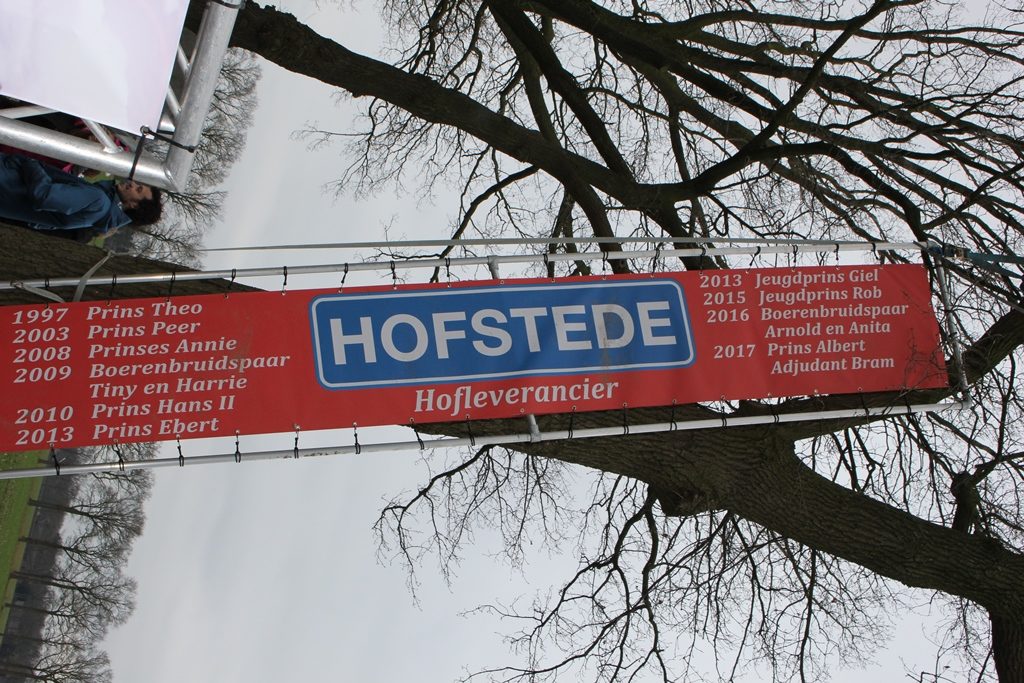 1997 Prins Theo
2003 Prins Peer
2008 Prinses Annie
2009 Boerenbruidspaar
Tiny en Harrie
2010 Prins Hans II
2013 Prins Ebert
HOFSTEDE
Hofleverancier
2013 Jeugdprins Giel
2015 Jeugdprins Rob
2016 Boerenbruidspaar
Arnold en Anita
2017 Prins Albert
Adjudant Bram